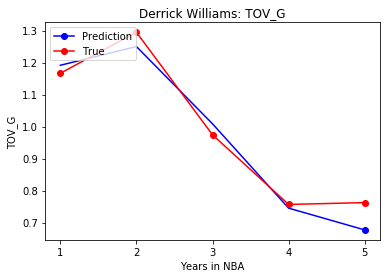 Derrick Williams: TOV_G
Prediction
True
1.3
1.2
1.1
1.0
0.9
0.8
0.7
TOV_G
1
2
3
4
5
Years in NBA